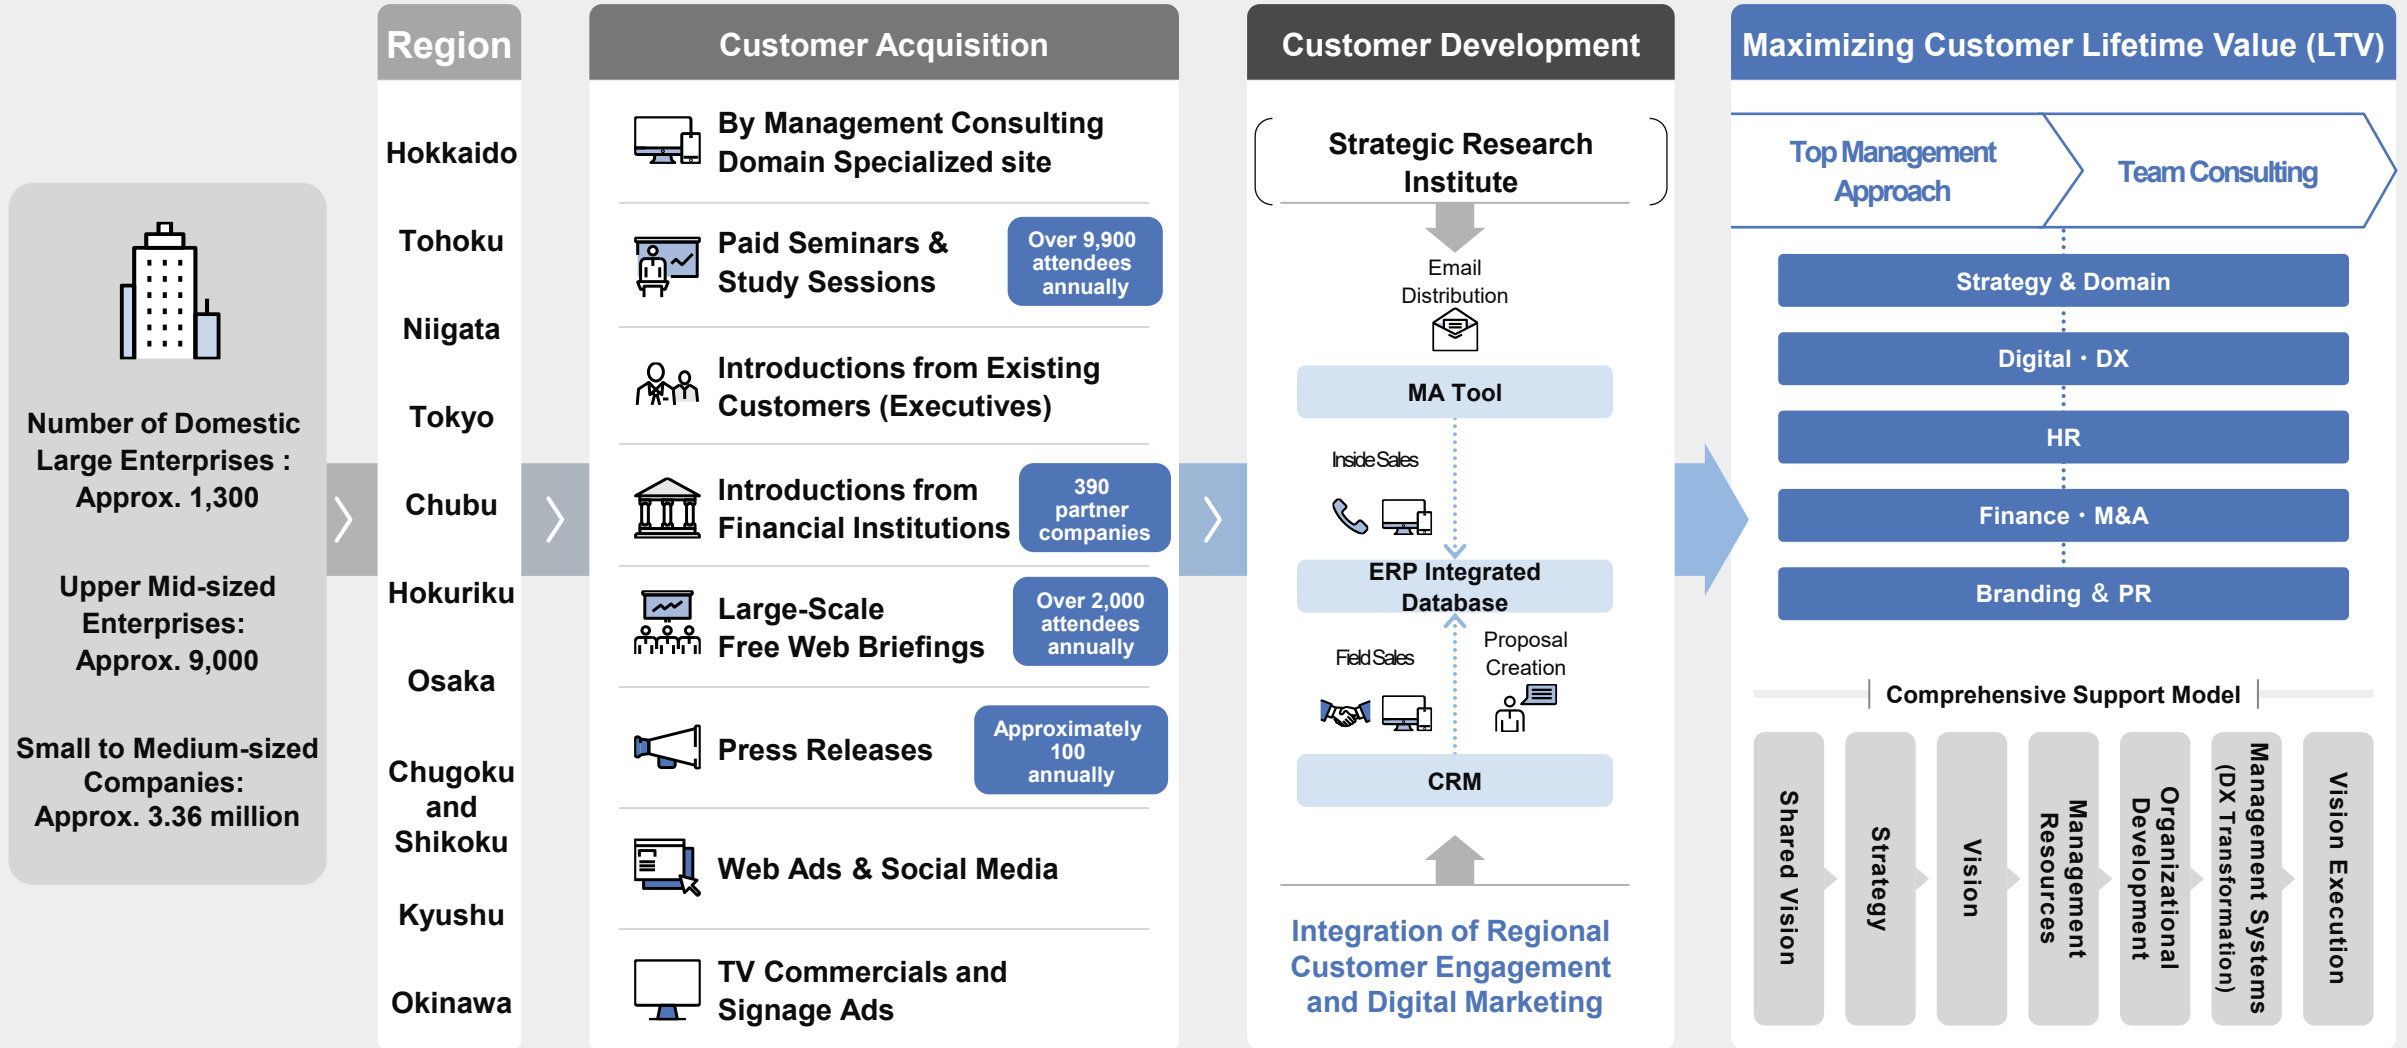 Number of Domestic
Large Enterprises :
Approx. 1,300
Upper Mid-sized
Enterprises:
Approx. 9,000
Small to Medium-sized
Companies:
Approx. 3.36 million
Region
Hokkaido
Tohoku
Niigata
Tokyo
Chubu
Hokuriku
Osaka
Chugoku
and
Shikoku
Kyushu
Okinawa
Customer Acquisition
By Management Consulting
Domain Specialized site
Paid Seminars &
Study Sessions
Over 9,900
attendees
annually
Introductions from Existing
Customers (Executives)
Introductions from
Financial Institutions
390
partner
companies
Large-Scale
Free Web Briefings
Over 2,000
attendees
annually
Press Releases
Approximately
100
annually
Web Ads & Social Media
TV Commercials and
Signage Ads
Customer Development
Strategic Research
Institute
Email
Distribution
MA Tool
Inside Sales
ERP Integrated
Database
Field Sales
Proposal
Creation
CRM
Integration of Regional
Customer Engagement
and Digital Marketing
Maximizing Customer Lifetime Value (LTV)
Top Management
Approach
Team Consulting
Strategy & Domain
Digital・DX
HR
Finance・M&A
Branding ＆ PR
Comprehensive Support Model
Shared Vision
Strategy
Vision
Management
Resources
Organizational
Development
Management Systems
(DX Transformation)
Vision Execution